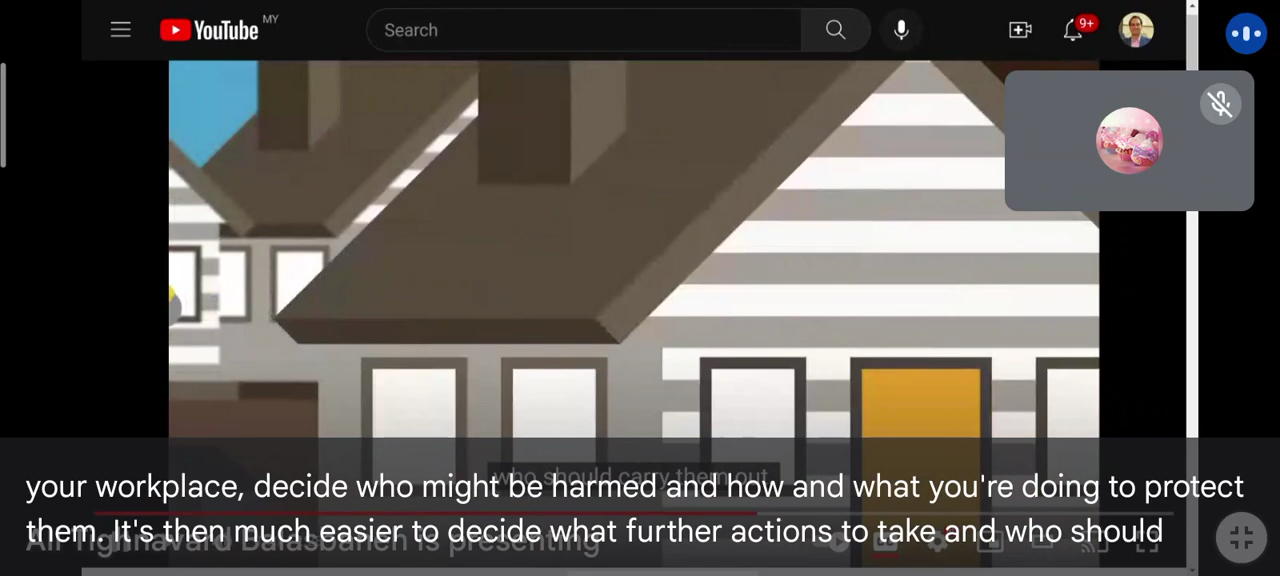 YouTube MY
Search
9+
who should carry them out
your workplace, decide who might be harmed and how and what you're doing to protect
them. It's then much easier to decide what further actions to take and who should
is presenting